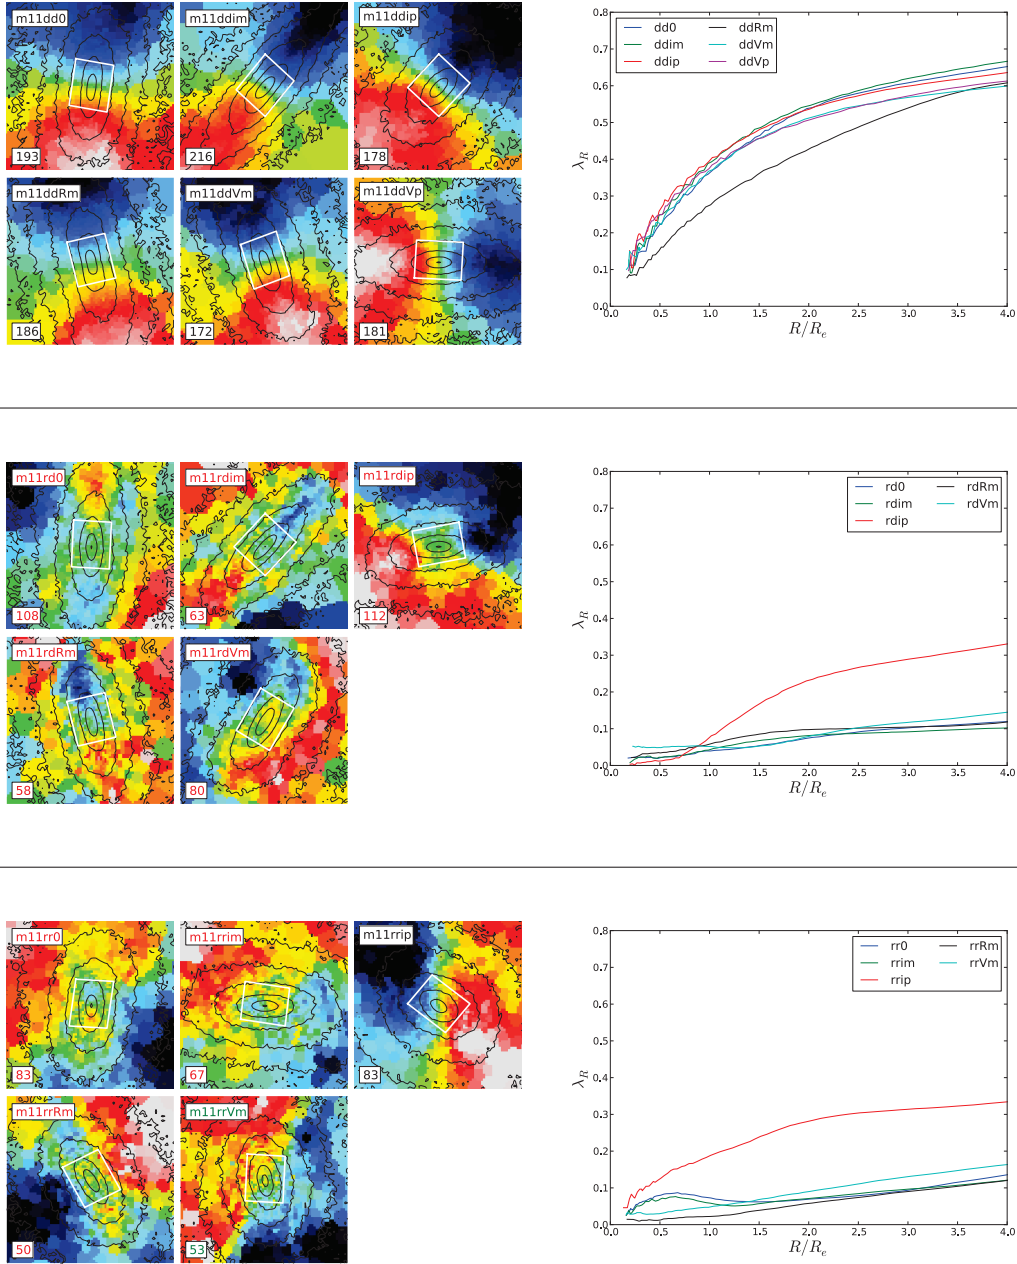 m11dd0 m11ddim m11ddip
193 216 178
m11ddRm m11ddVm m11ddVp
186 172 181
0.8
0.7
0.6
0.5
0.4
0.3
0.2
0.1
0.0
λR
dd0 ddRm
ddim ddVm
ddip ddVp
0.0 0.5 1.0 1.5 2.0 2.5 3.0 3.5 4.0
R/Re
m11rd0 m11rdim m11rdip
108 63 112
m11rdRm m11rdVm
58 80
0.8
0.7
0.6
0.5
0.4
0.3
0.2
0.1
0.0
λR
rd0 rdRm
rdim rdVm
rdip
0.0 0.5 1.0 1.5 2.0 2.5 3.0 3.5 4.0
R/Re
m11rr0 m11rrim m11rrip
83 67 83
m11rrRm m11rrVm
50 53
0.8
0.7
0.6
0.5
0.4
0.3
0.2
0.1
0.0
λR
rr0 rrRm
rrim rrVm
rrip
0.0 0.5 1.0 1.5 2.0 2.5 3.0 3.5 4.0
R/Re